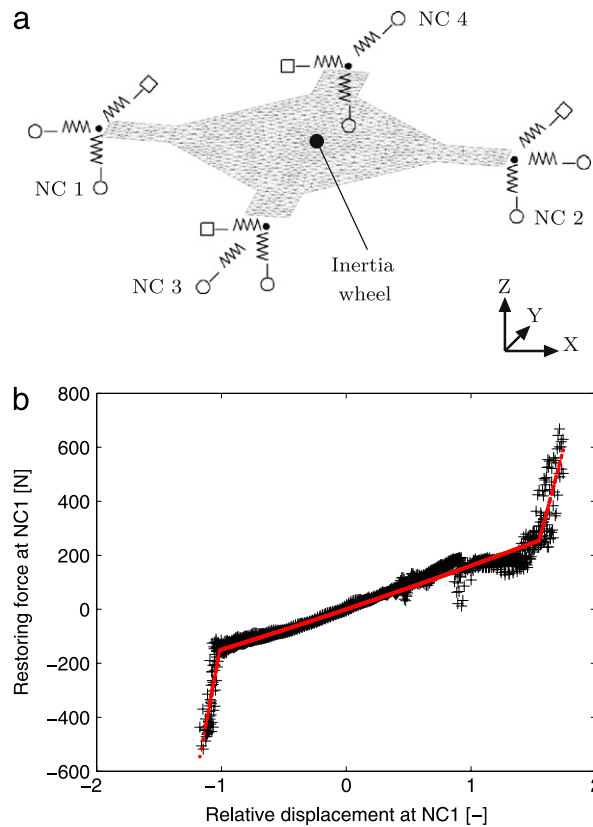 a
NC 4
NC 1
NC 2
NC 3
Inertia
wheel
Z
Y
X
b
800
600
400
200
0
−200
−400
−600
−2
−1
0
1
2
Restoring force at NC1 [N]
Relative displacement at NC1 [-]